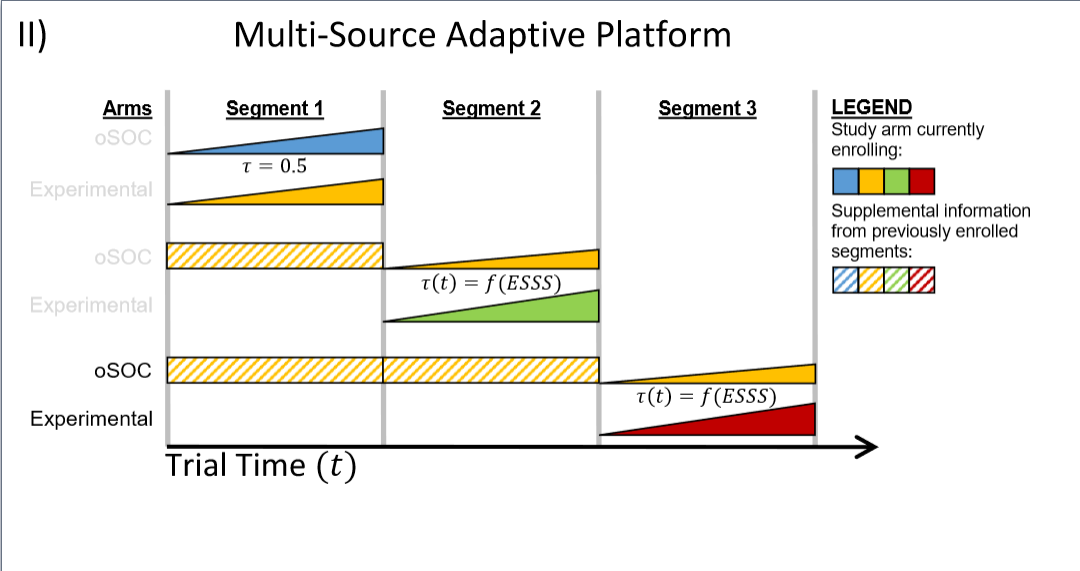 II)
Multi-Source Adaptive Platform
Arms
Segment 1
Segment 2
Segment 3
LEGEND
oSOC
τ = 0.5
Experimental
Study arm currently
enrolling:
Supplemental information
from previously enrolled
segments:
oSOC
τ(t) = f(ESSS)
Experimental
oSOC
τ(t) = f(ESSS)
Experimental
Trial Time (t)